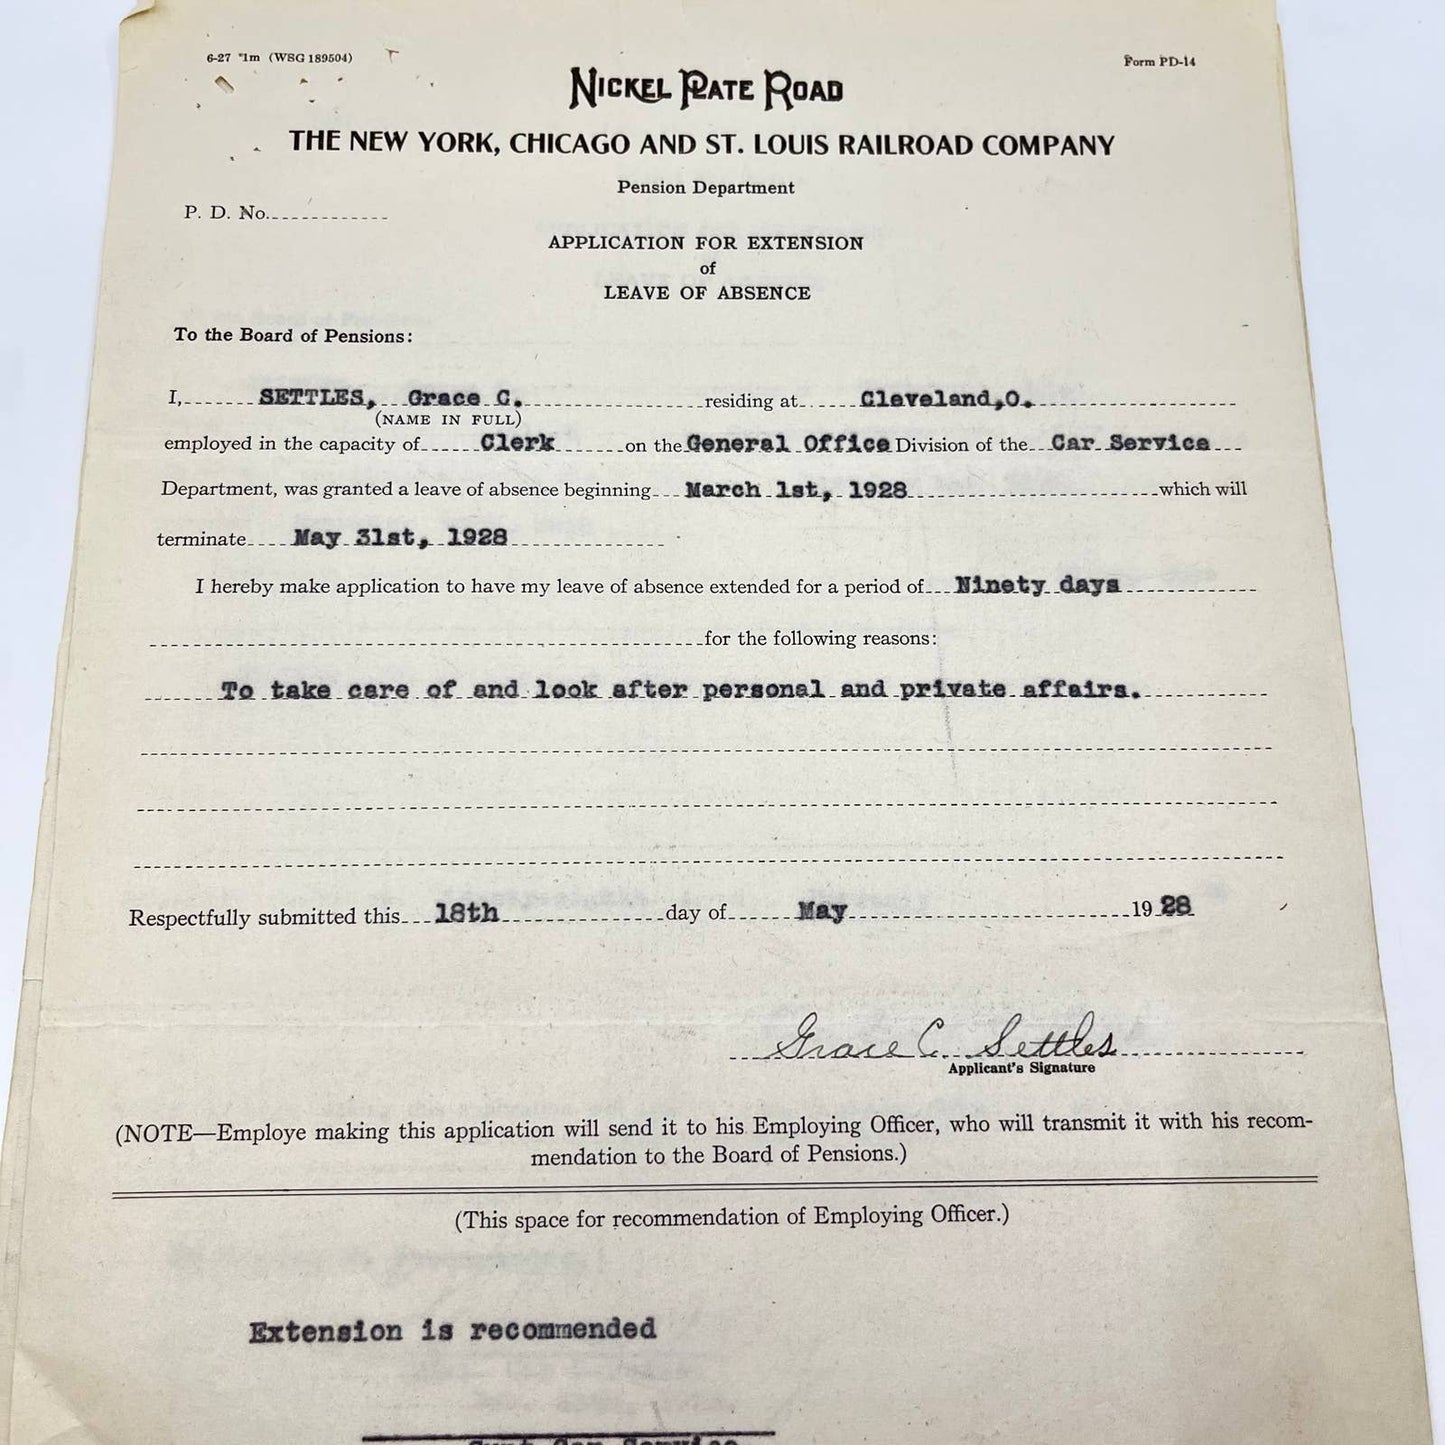 6-27 1m (WSG 189504) Form PD-14
NICKEL PLATE ROAD
THE NEW YORK, CHICAGO AND ST. LOUIS RAILROAD COMPANY
Pension Department
P. D. No.
APPLICATION FOR EXTENSION
of
LEAVE OF ABSENCE
To the Board of Pensions:
I, SETTLES, Grace C. residing at Cleveland,O.
(NAME IN FULL)
employed in the capacity of Clerk on the General Office Division of the Car Service
Department, was granted a leave of absence beginning March 1st, 1928 which will
terminate May 31st, 1928
I hereby make application to have my leave of absence extended for a period of Ninety days
for the following reasons:
To take care of and look after personal and private affairs.
Respectfully submitted this 18th day of May 1928
Grace C. Settles
Applicant's Signature
(NOTE—Employe making this application will send it to his Employing Officer, who will transmit it with his recom-
mendation to the Board of Pensions.)
(This space for recommendation of Employing Officer.)
Extension is recommended
Supt Car Service